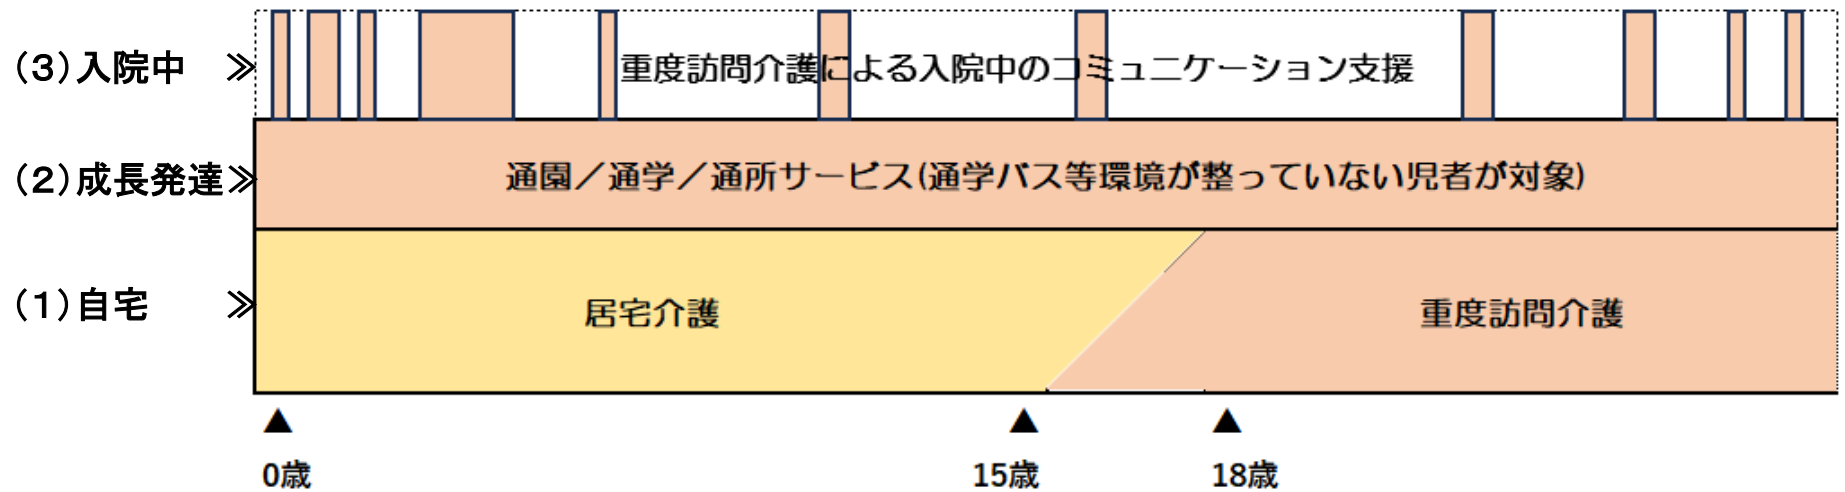 (3)入院中 ≫ 重度訪問介護による入院中のコミュニケーション支援
(2)成長発達≫ 通園／通学／通所サービス(通学バス等環境が整っていない児者が対象)
(1)自宅 ≫ 居宅介護 重度訪問介護
▲ ▲ ▲
0歳 15歳 18歳